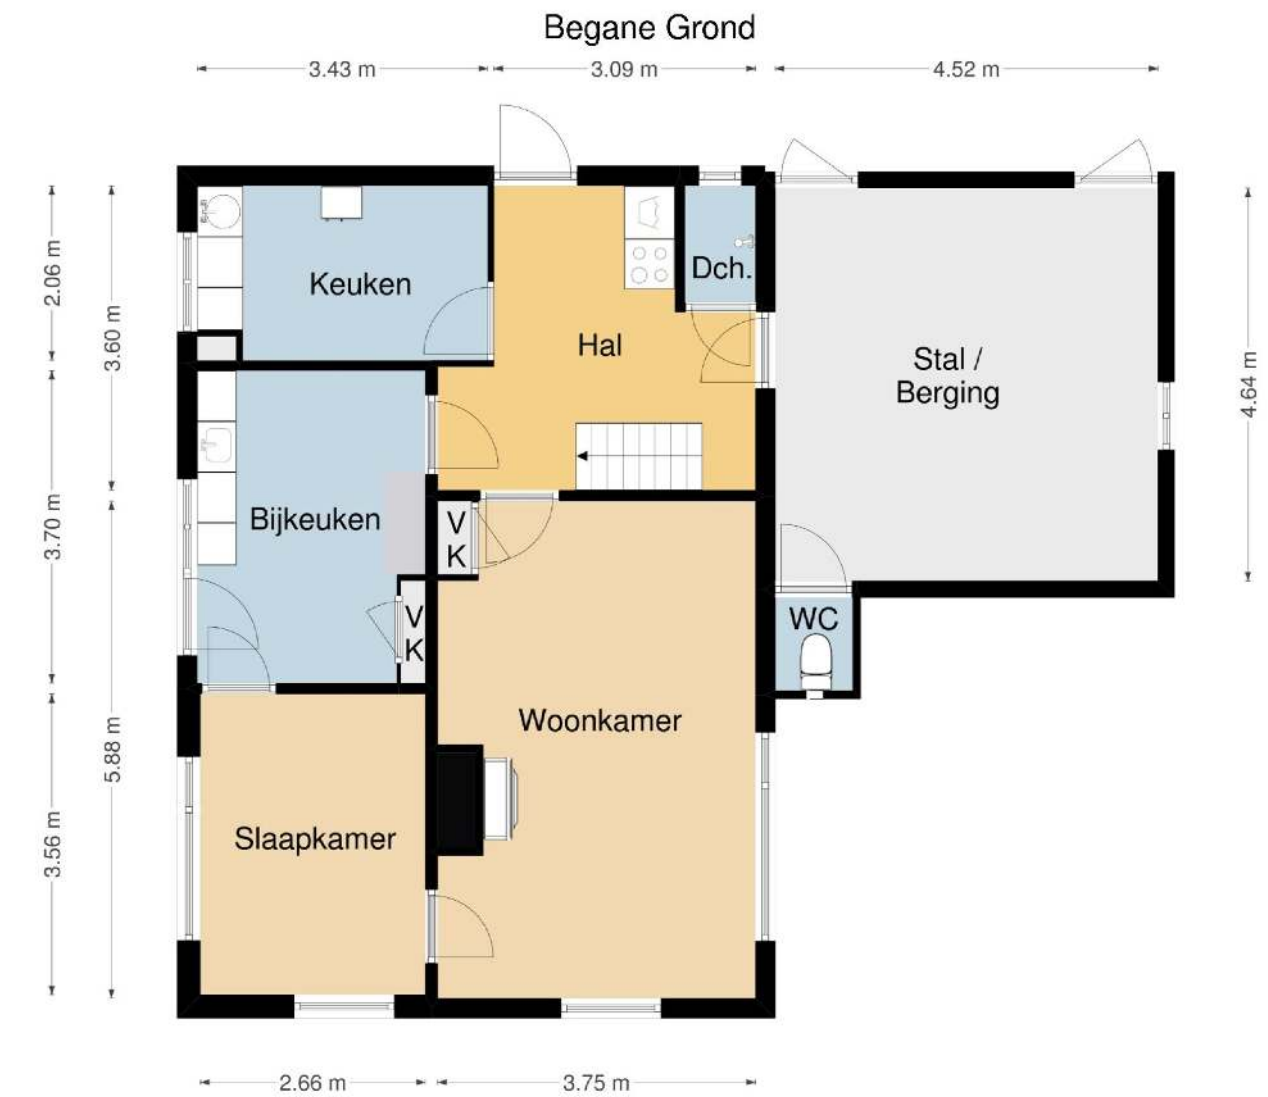 Begane Grond
3.43 m
3.09 m
4.52 m
2.06 m
3.60 m
Keuken
Dch.
Hal
Stal /
Berging
4.64 m
3.70 m
Bijkeuken
V
K
V
K
WC
5.88 m
Woonkamer
3.56 m
Slaapkamer
2.66 m
3.75 m